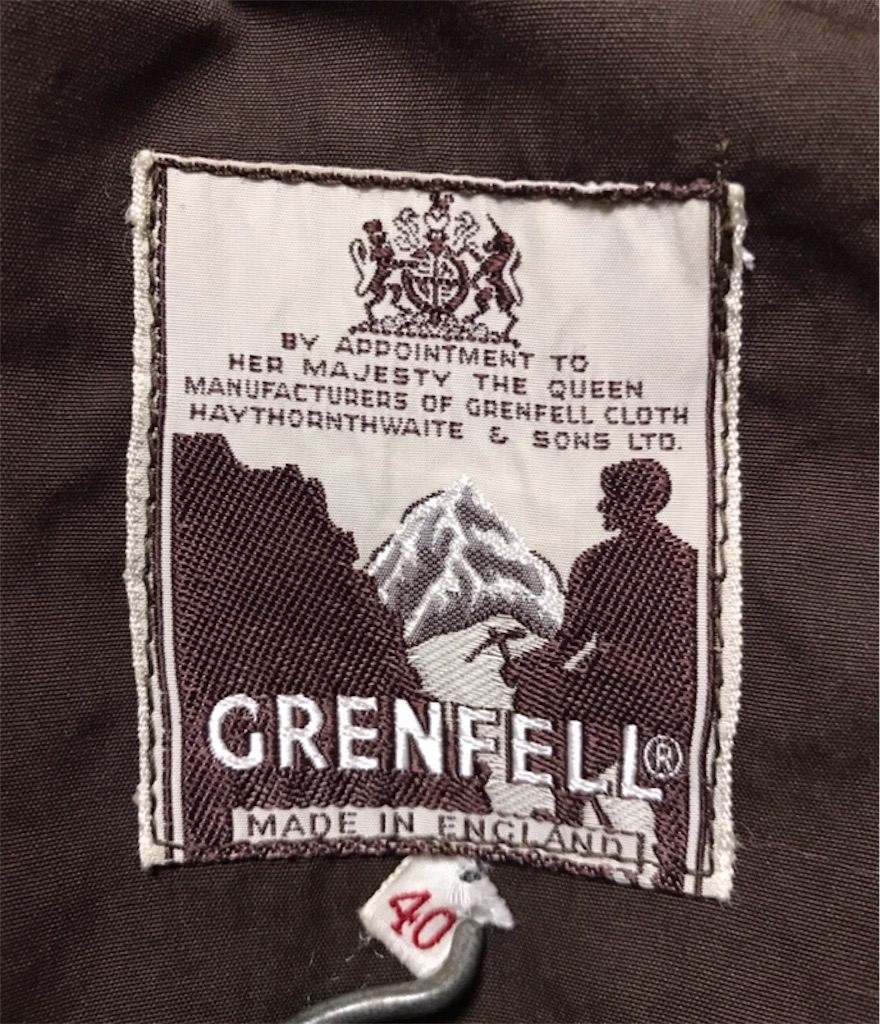 BY APPOINTMENT TO
HER MAJESTY THE QUEEN
MANUFACTURERS OF GRENFELL CLOTH
HAYTHORNTHWAITE & SONS LTD.
GRENFELL®
MADE IN ENGLAND
40